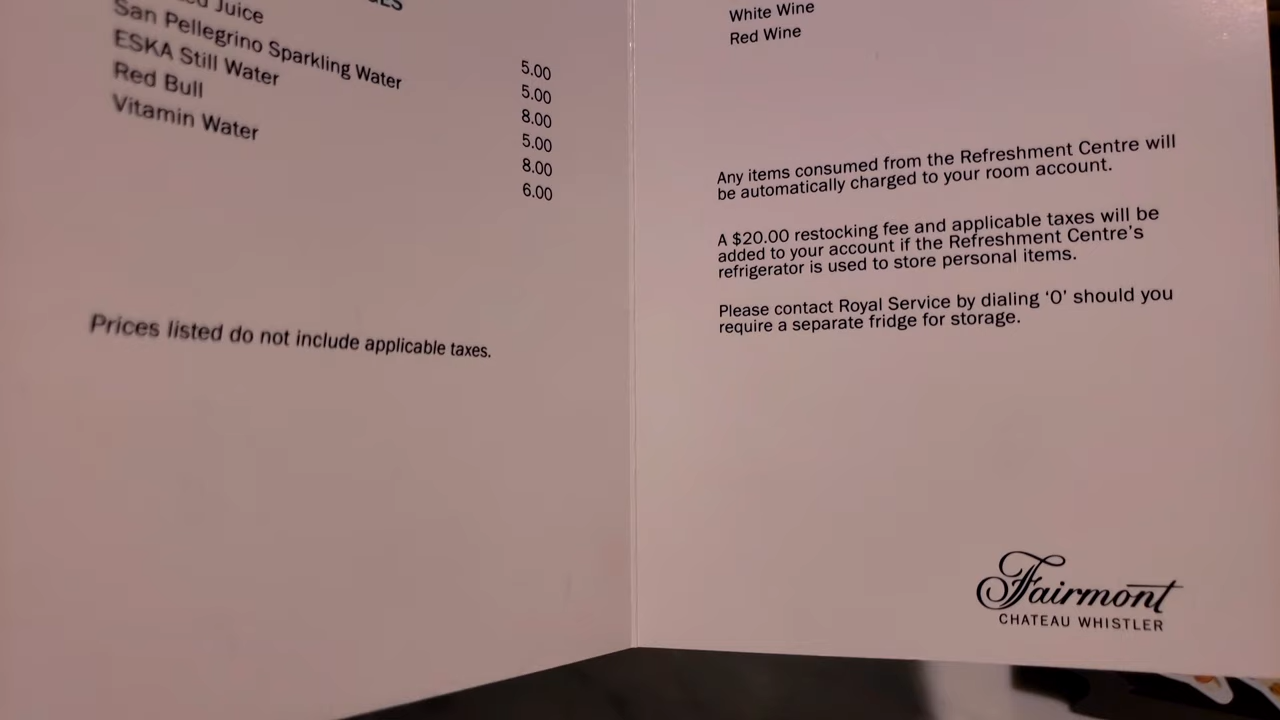 Juice
San Pellegrino Sparkling Water
ESKA Still Water
Red Bull
Vitamin Water
5.00
5.00
8.00
5.00
8.00
6.00
Prices listed do not include applicable taxes.
White Wine
Red Wine
Any items consumed from the Refreshment Centre will
be automatically charged to your room account.
A $20.00 restocking fee and applicable taxes will be
added to your account if the Refreshment Centre's
refrigerator is used to store personal items.
Please contact Royal Service by dialing ‘0’ should you
require a separate fridge for storage.
Fairmont
CHATEAU WHISTLER